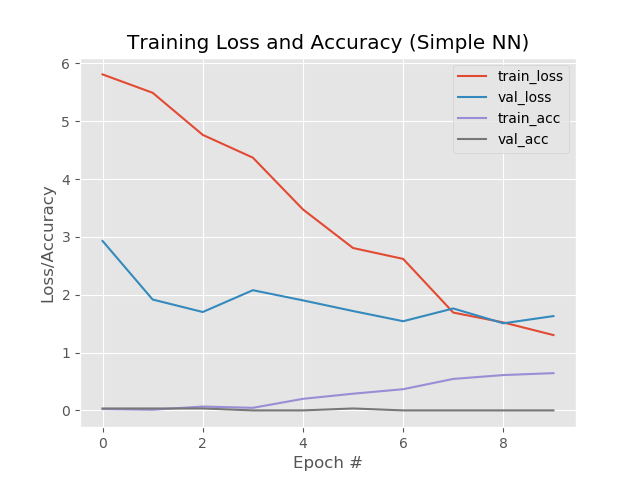 Training Loss and Accuracy (Simple NN)
train_loss
val_loss
train_acc
val_acc
Loss/Accuracy
6
5
4
3
2
1
0
0 2 4 6 8
Epoch #